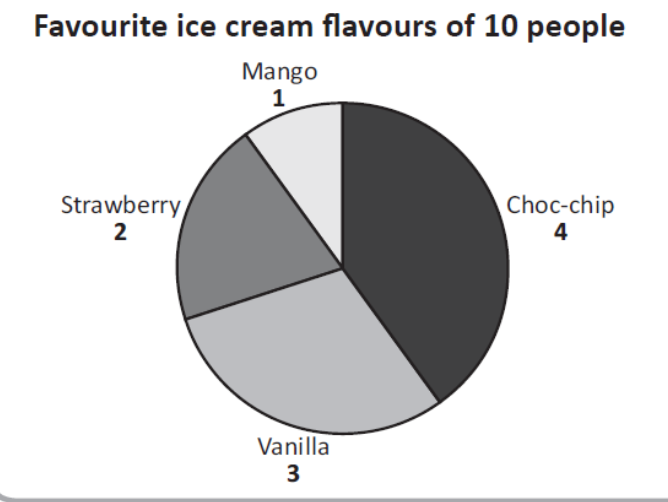 Favourite ice cream flavours of 10 people
Mango
1
Strawberry
2
Choc-chip
4
Vanilla
3